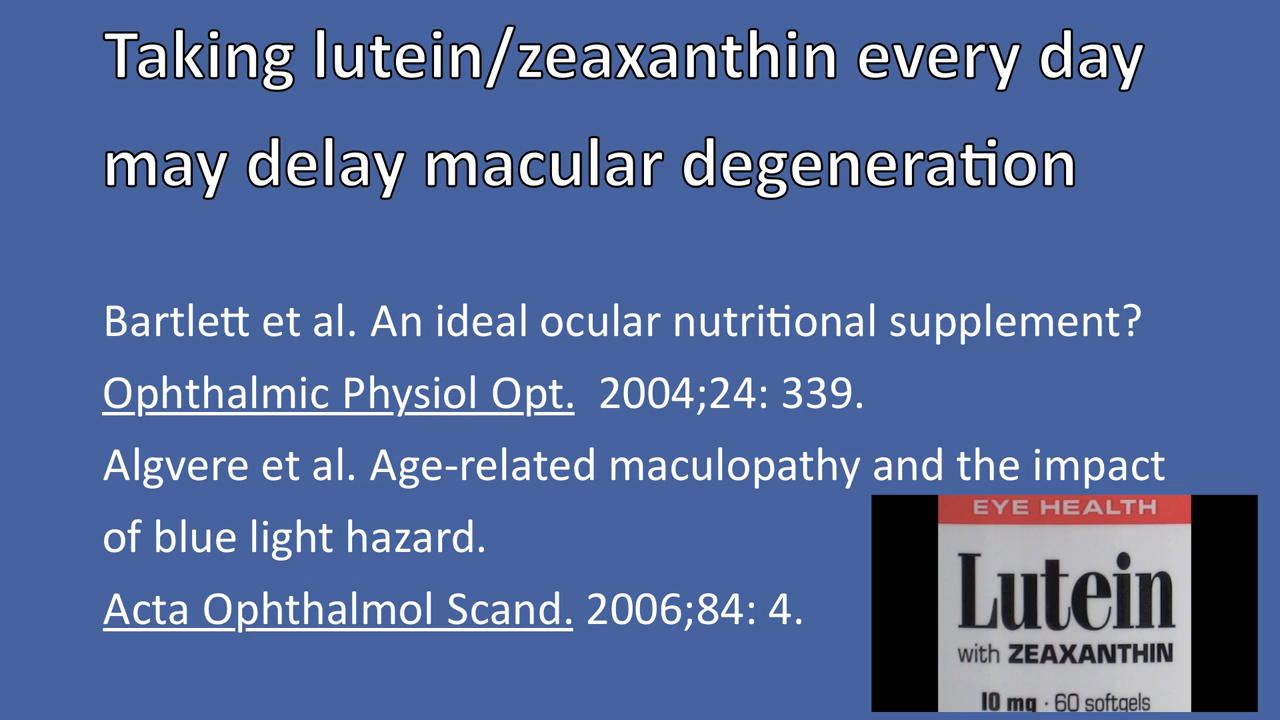 Taking lutein/zeaxanthin every day
may delay macular degeneration
Bartlett et al. An ideal ocular nutritional supplement?
Ophthalmic Physiol Opt.  2004;24: 339.
Algvere et al. Age-related maculopathy and the impact
of blue light hazard.
Acta Ophthalmol Scand. 2006;84: 4.
EYE HEALTH
Lutein
with ZEAXANTHIN
10 mg · 60 softgels